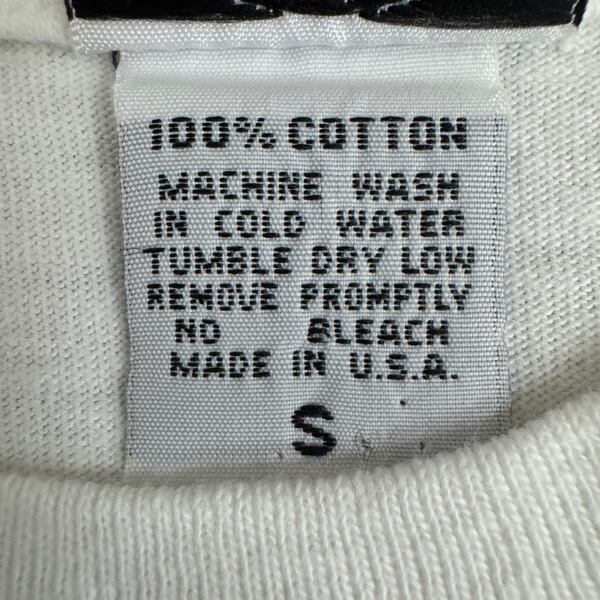 100% COTTON
MACHINE WASH
IN COLD WATER
TUMBLE DRY LOW
REMOVE PROMPTLY
NO BLEACH
MADE IN U.S.A.
S